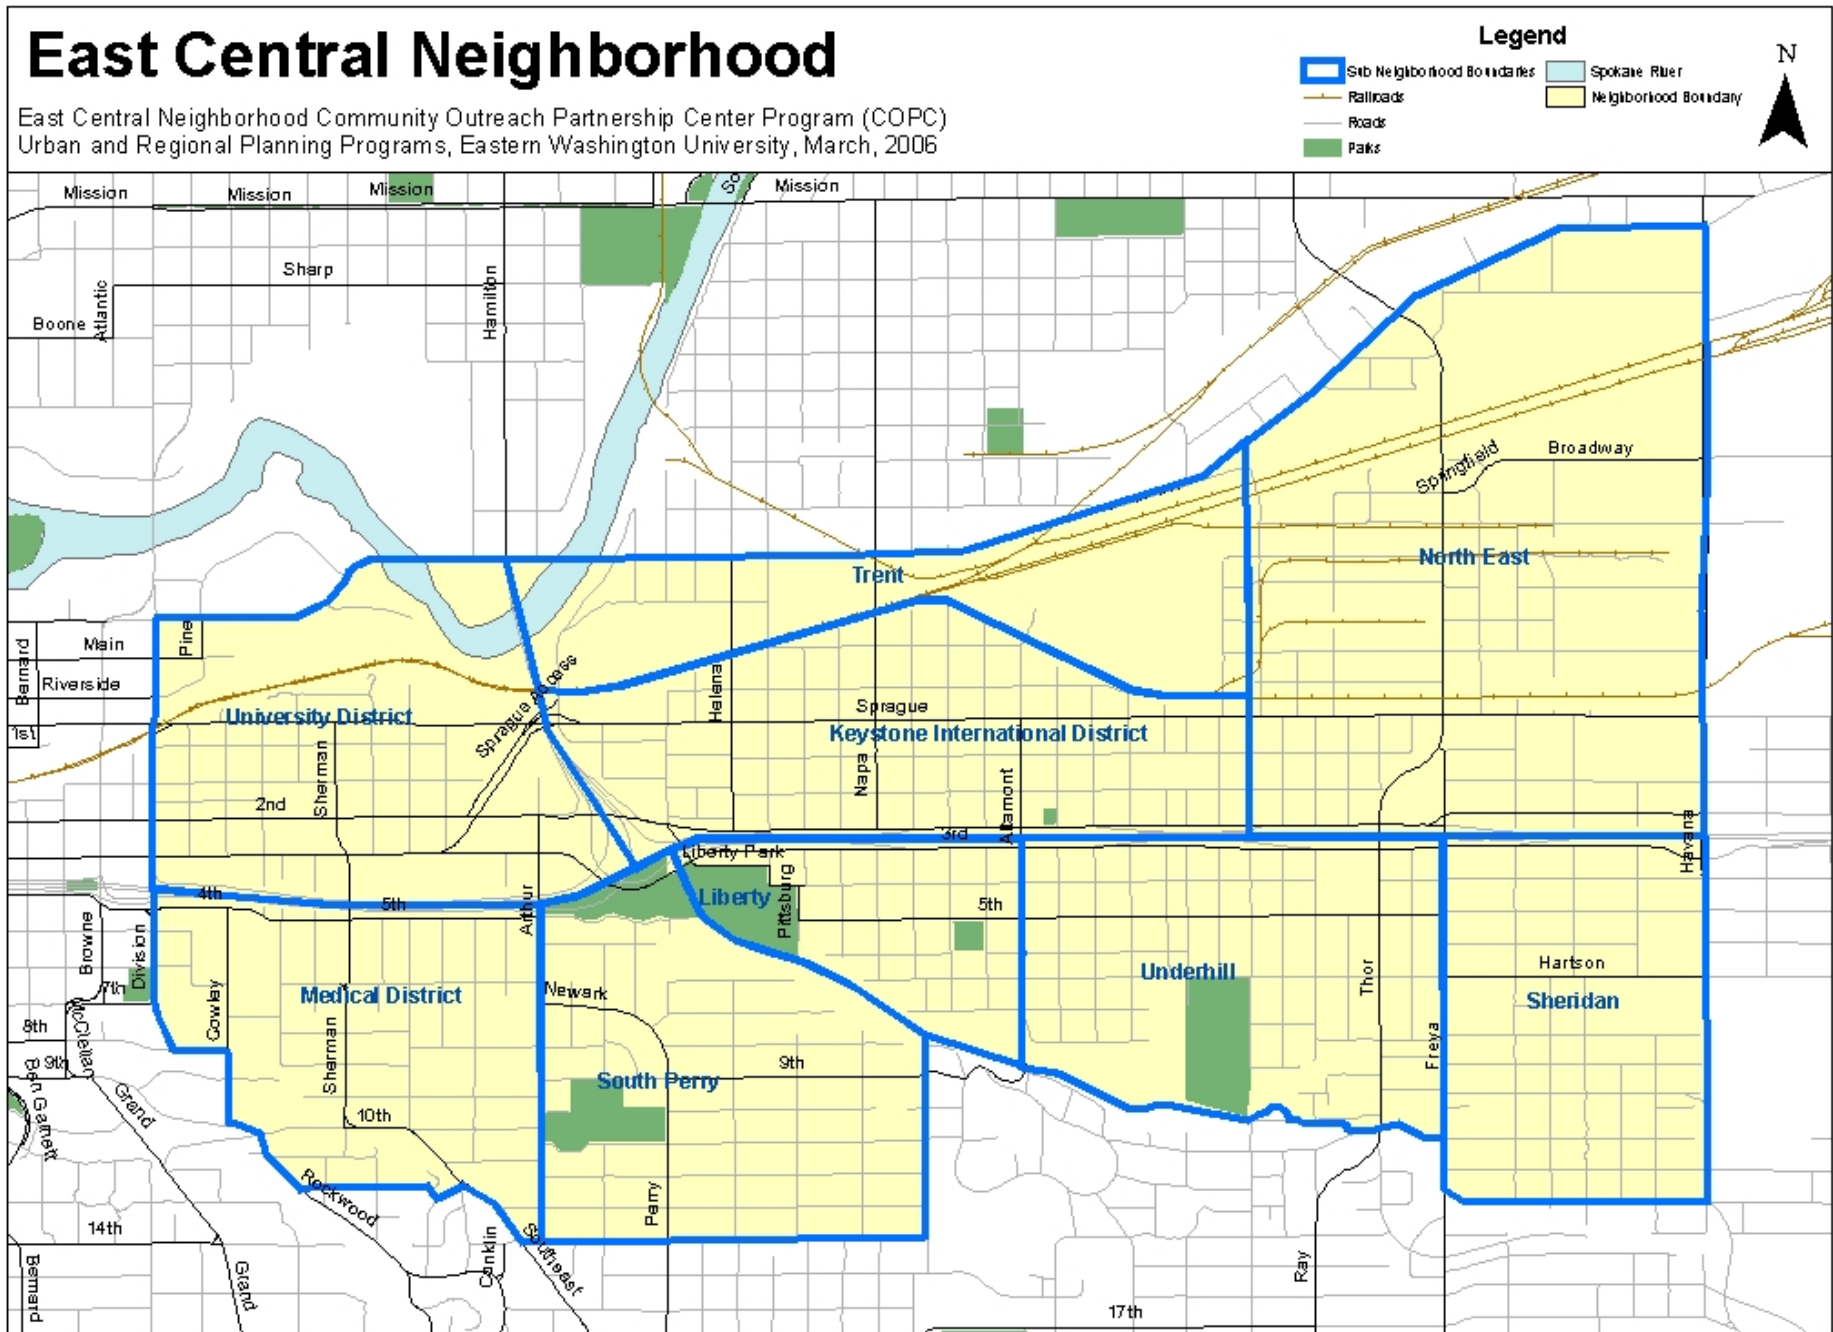 East Central Neighborhood
East Central Neighborhood Community Outreach Partnership Center Program (COPC)
Urban and Regional Planning Programs, Eastern Washington University, March, 2006
Legend
Sub Neighborhood Boundaries
Spokane River
Railroads
Neighborhood Boundary
Roads
Parks
N
Mission
Mission
Mission
Mission
Sharp
Atlantic
Hamilton
Boone
Broadway
Springfield
North East
Trent
Pine
Main
Bernard
Riverside
Helena
Sprague Access
University District
Sprague
1st
Keystone International District
Sherman
Napa
Altamont
2nd
3rd
Havana
Liberty Park
4th
5th
Arthur
Liberty
Pittsburg
5th
Browne
Division
Hartson
Underhill
Thor
7th
Cowley
Medical District
Newark
Sheridan
8th
McClellan
Sherman
Freya
9th
9th
South Perry
Ben Garnett
Grand
10th
Rockwood
Perry
14th
Southeast
Conklin
Bernard
Grand
Ray
17th